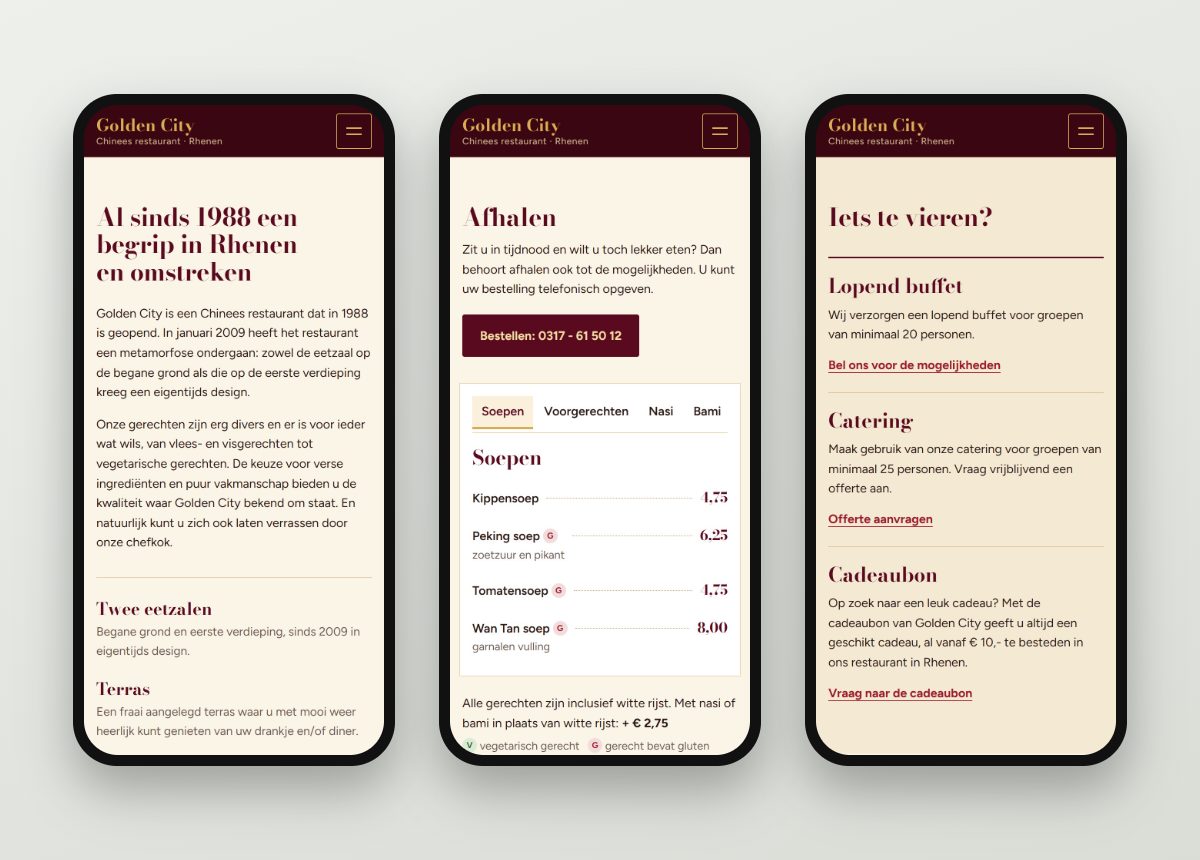 Golden City
Chinees restaurant · Rhenen
Al sinds 1988 een
begrip in Rhenen
en omstreken
Golden City is een Chinees restaurant dat in 1988
is geopend. In januari 2009 heeft het restaurant
een metamorfose ondergaan: zowel de eetzaal op
de begane grond als die op de eerste verdieping
kreeg een eigentijds design.
Onze gerechten zijn erg divers en er is voor ieder
wat wils, van vlees- en visgerechten tot
vegetarische gerechten. De keuze voor verse
ingrediënten en puur vakmanschap bieden u de
kwaliteit waar Golden City bekend om staat. En
natuurlijk kunt u zich ook laten verrassen door
onze chefkok.
Twee eetzalen
Begane grond en eerste verdieping, sinds 2009 in
eigentijds design.
Terras
Een fraai aangelegd terras waar u met mooi weer
heerlijk kunt genieten van uw drankje en/of diner.
Golden City
Chinees restaurant · Rhenen
Afhalen
Zit u in tijdnood en wilt u toch lekker eten? Dan
behoort afhalen ook tot de mogelijkheden. U kunt
uw bestelling telefonisch opgeven.
Bestellen: 0317 - 61 50 12
Soepen Voorgerechten Nasi Bami
Soepen
Kippensoep 4,75
Peking soep G 6,25
zoetzuur en pikant
Tomatensoep G 4,75
Wan Tan soep G 8,00
garnalen vulling
Alle gerechten zijn inclusief witte rijst. Met nasi of
bami in plaats van witte rijst: + € 2,75
V vegetarisch gerecht G gerecht bevat gluten
Golden City
Chinees restaurant · Rhenen
Iets te vieren?
Lopend buffet
Wij verzorgen een lopend buffet voor groepen
van minimaal 20 personen.
Bel ons voor de mogelijkheden
Catering
Maak gebruik van onze catering voor groepen van
minimaal 25 personen. Vraag vrijblijvend een
offerte aan.
Offerte aanvragen
Cadeaubon
Op zoek naar een leuk cadeau? Met de
cadeaubon van Golden City geeft u altijd een
geschikt cadeau, al vanaf € 10,- te besteden in
ons restaurant in Rhenen.
Vraag naar de cadeaubon